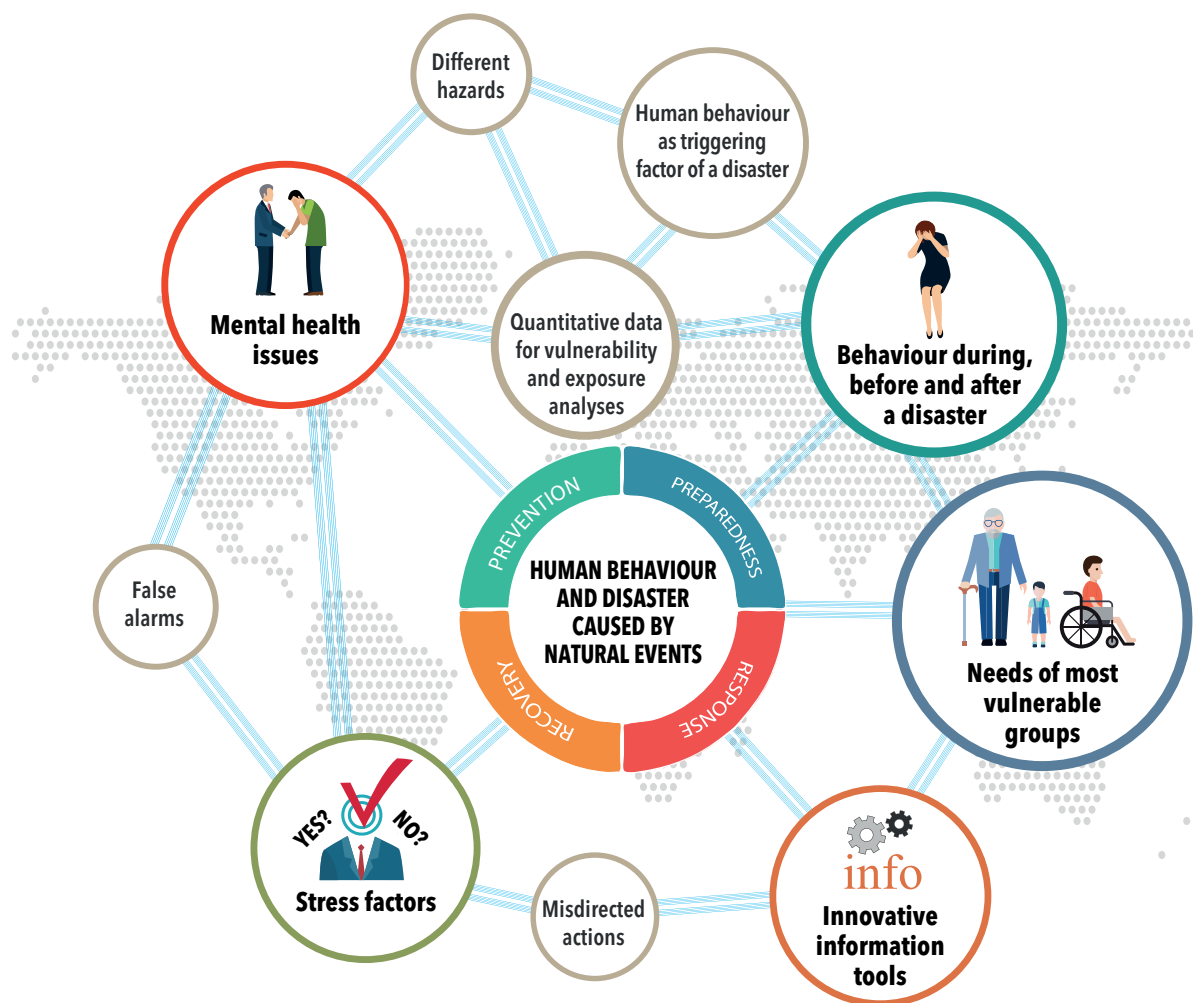 Different
hazards
Human behaviour
as triggering
factor of a disaster
Mental health
issues
Quantitative data
for vulnerability
and exposure
analyses
Behaviour during,
before and after
a disaster
PREVENTION
PREPAREDNESS
HUMAN BEHAVIOUR
AND DISASTER
CAUSED BY
NATURAL EVENTS
RECOVERY
RESPONSE
False
alarms
Needs of most
vulnerable
groups
YES?
NO?
Stress factors
Misdirected
actions
info
Innovative
information
tools